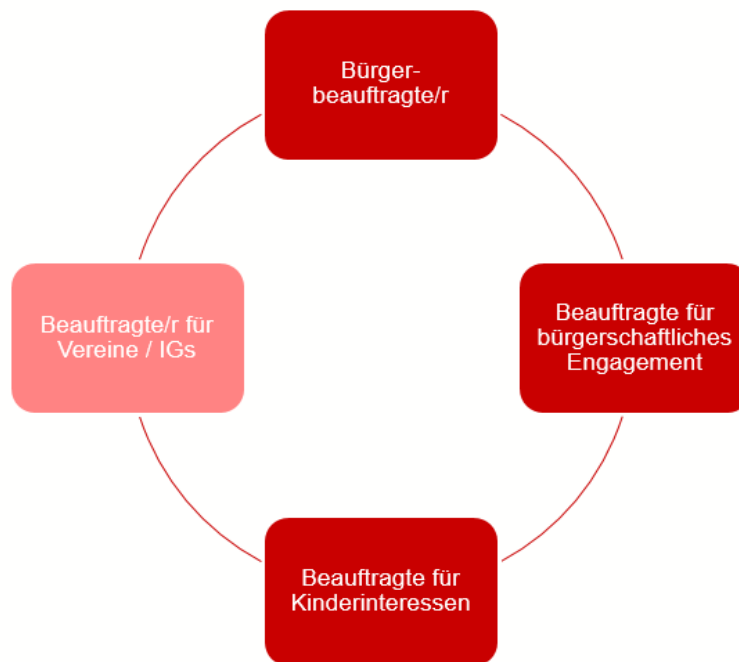 Bürger-
beauftragte/r
Beauftragte/r für
Vereine / IGs
Beauftragte für
bürgerschaftliches
Engagement
Beauftragte für
Kinderinteressen